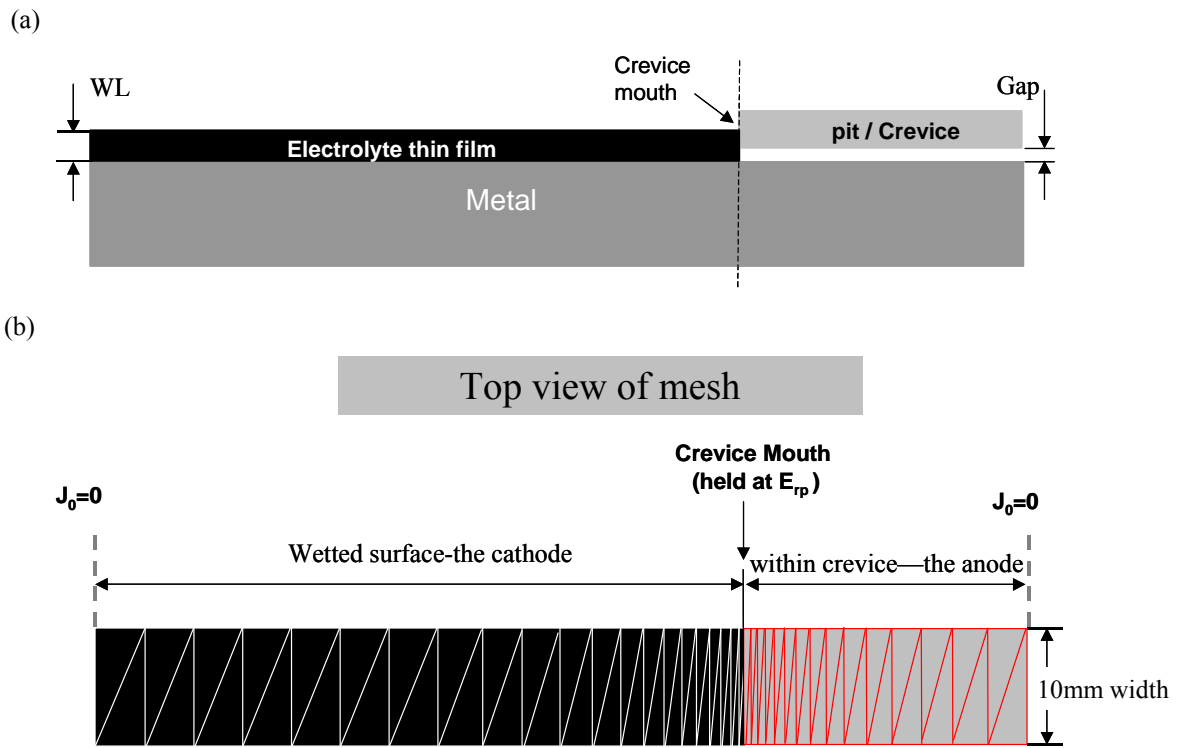 (a)
WL
Crevice
mouth
Gap
pit / Crevice
Electrolyte thin film
Metal
(b)
Top view of mesh
Crevice Mouth
(held at Erp)
J0=0
J0=0
Wetted surface-the cathode
within crevice—the anode
10mm width